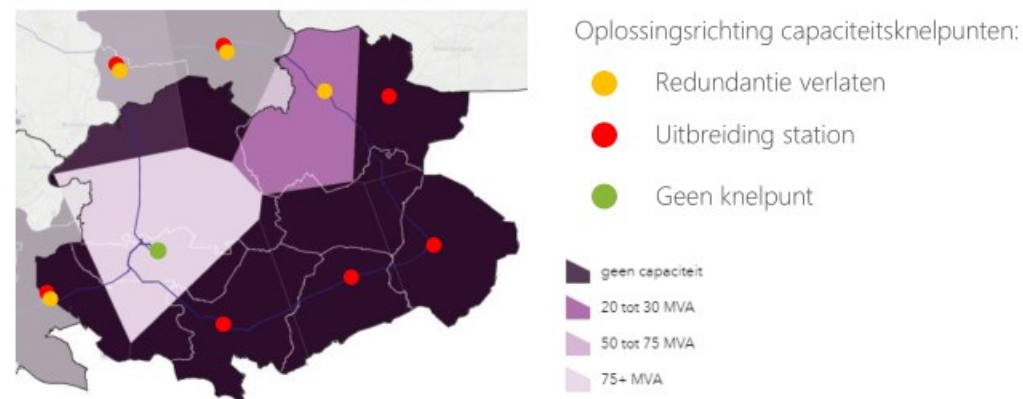 Oplossingsrichting capaciteitsknelpunten:
Redundantie verlaten
Uitbreiding station
Geen knelpunt
geen capaciteit
20 tot 30 MVA
50 tot 75 MVA
75+ MVA